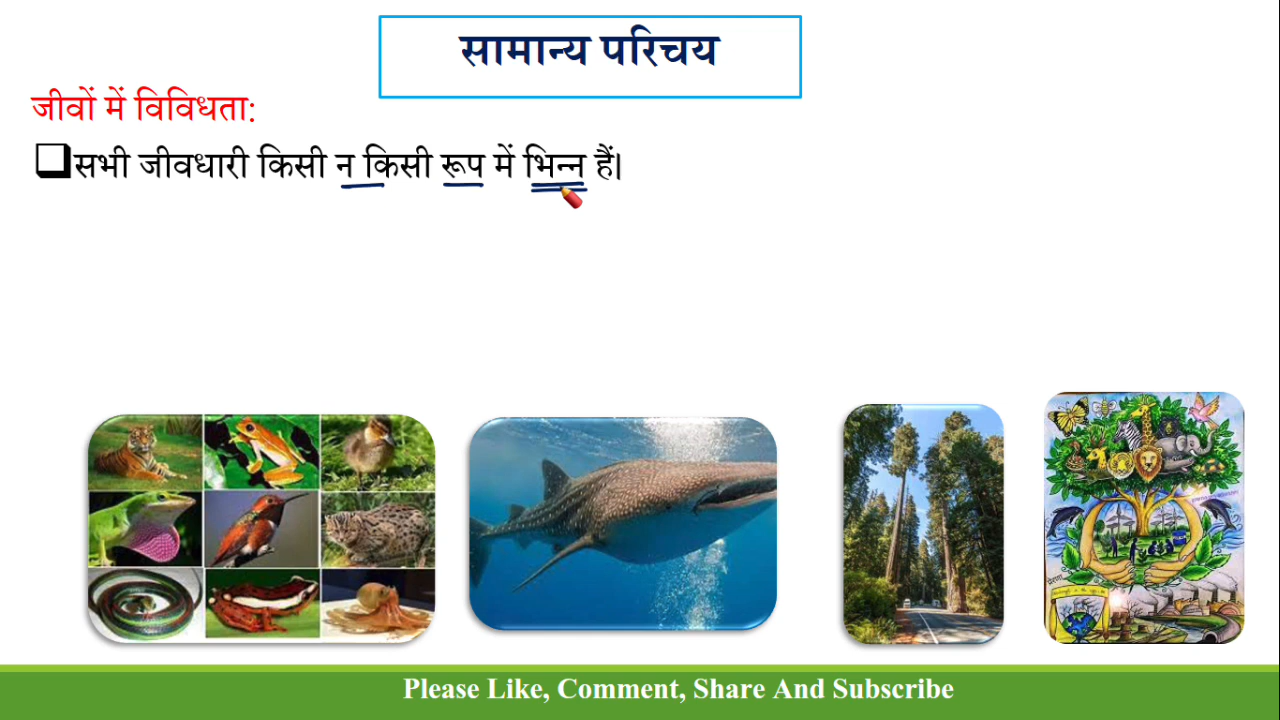 सामान्य परिचय
जीवों में विविधता:
सभी जीवधारी किसी न किसी रूप में भिन्न हैं।
Please Like, Comment, Share And Subscribe